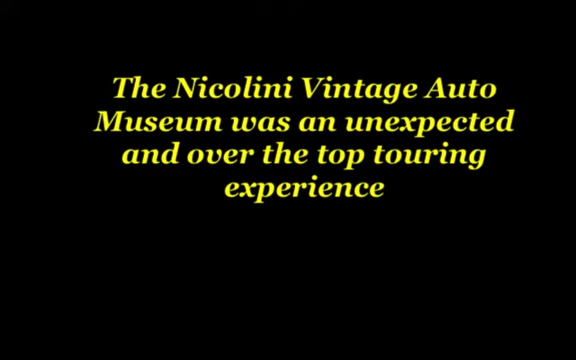 The Nicolini Vintage Auto
Museum was an unexpected
and over the top touring
experience